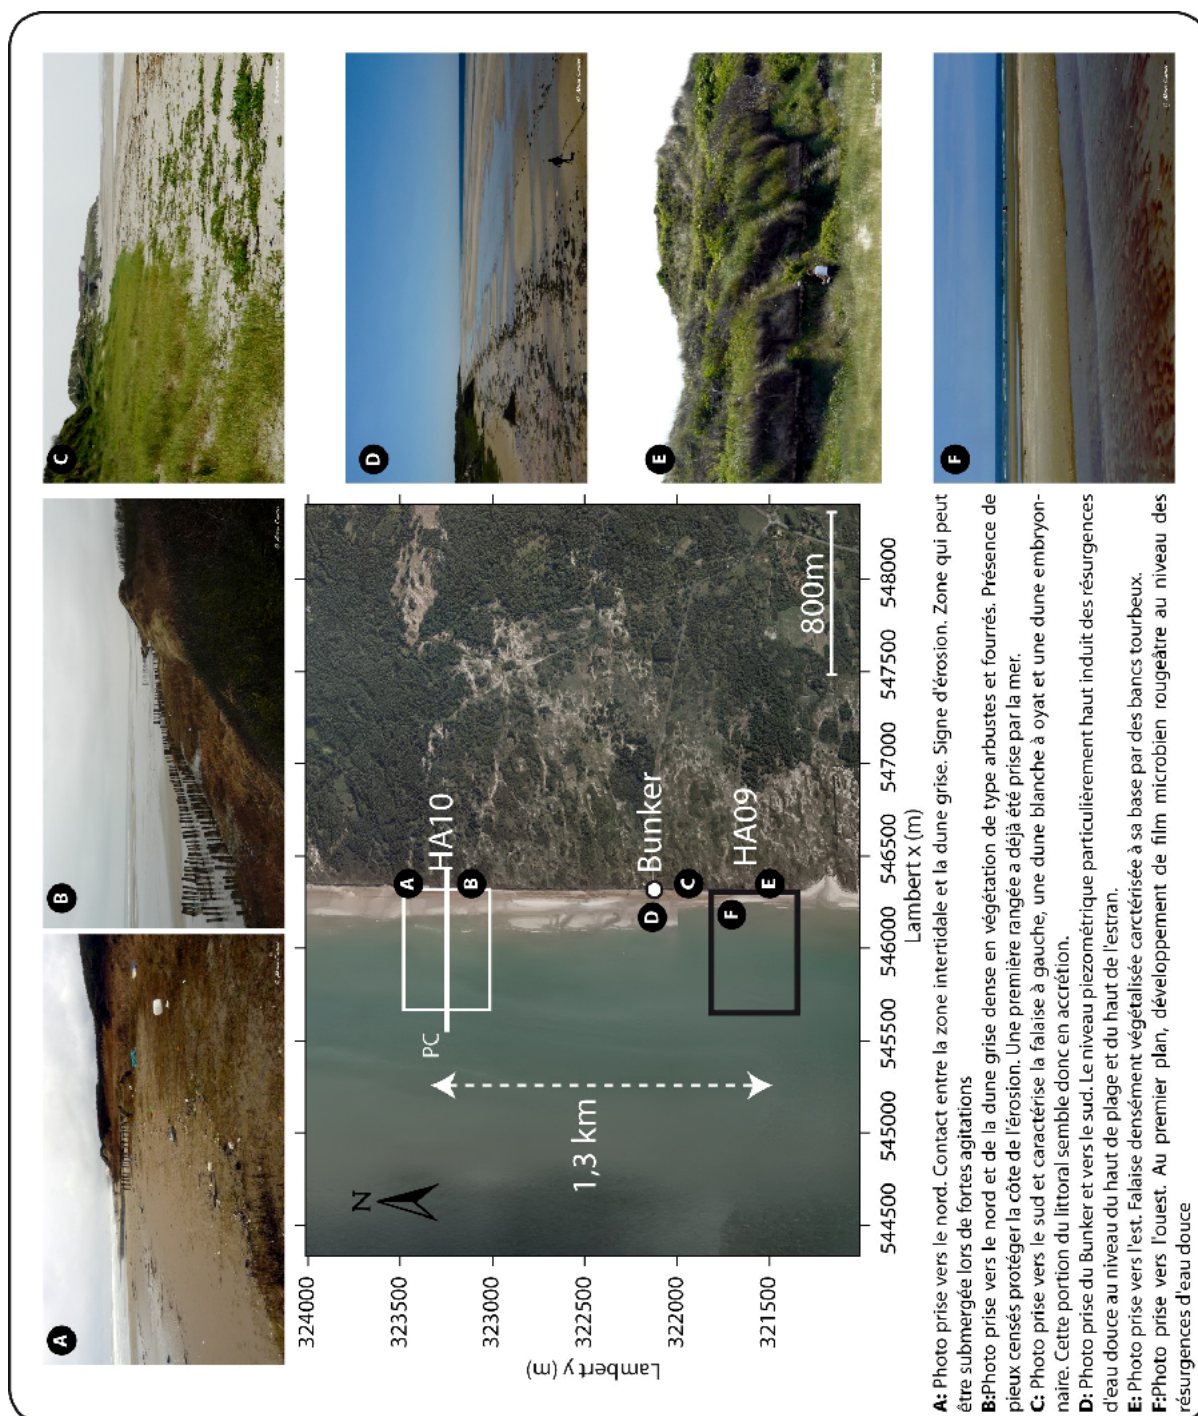 A
B
C
D
E
F
N
PC
HA10
A
B
1,3 km
Bunker
D
C
HA09
F
E
800m
324000
323500
323000
322500
322000
321500
Lambert y (m)
544500
545000
545500
546000
546500
547000
547500
548000
Lambert x (m)
A: Photo prise vers le nord. Contact entre la zone intertidale et la dune grise. Signe d'érosion. Zone qui peut
être submergée lors de fortes agitations
B:Photo prise vers le nord et de la dune grise dense en végétation de type arbustes et fourrés. Présence de
pieux censés protéger la côte de l'érosion. Une première rangée a déjà été prise par la mer.
C: Photo prise vers le sud et caractérise la falaise à gauche, une dune blanche à oyat et une dune embryon-
naire. Cette portion du littoral semble donc en accrétion.
D: Photo prise du Bunker et vers le sud. Le niveau piezométrique particulièrement haut induit des résurgences
d'eau douce au niveau du haut de plage et du haut de l'estran.
E: Photo prise vers l'est. Falaise densément végétalisée carctérisée à sa base par des bancs tourbeux.
F:Photo prise vers l'ouest. Au premier plan, développement de film microbien rougeâtre au niveau des
résurgences d'eau douce